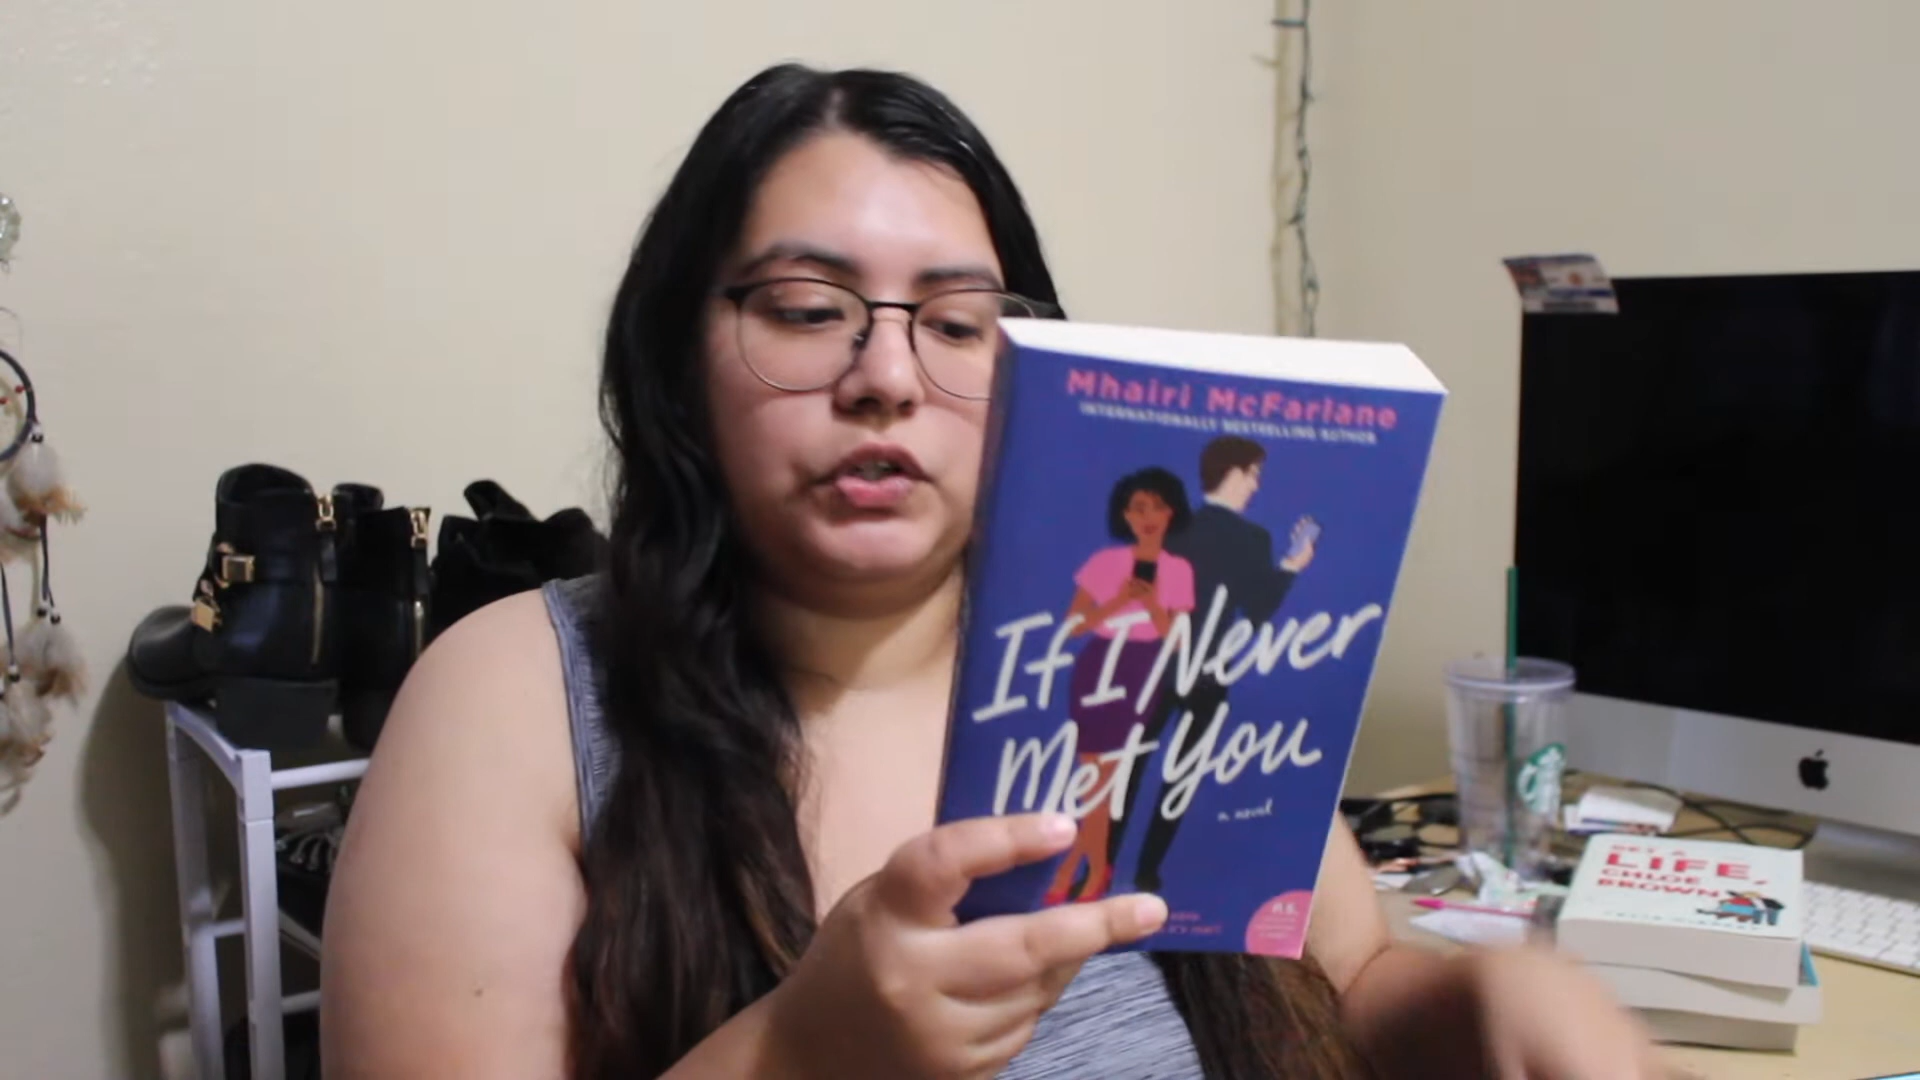 Mhairi McFarlane
INTERNATIONALLY BESTSELLING AUTHOR
If I Never
Met You
a novel
P.S.
GET A
LIFE,
CHLOE
BROWN